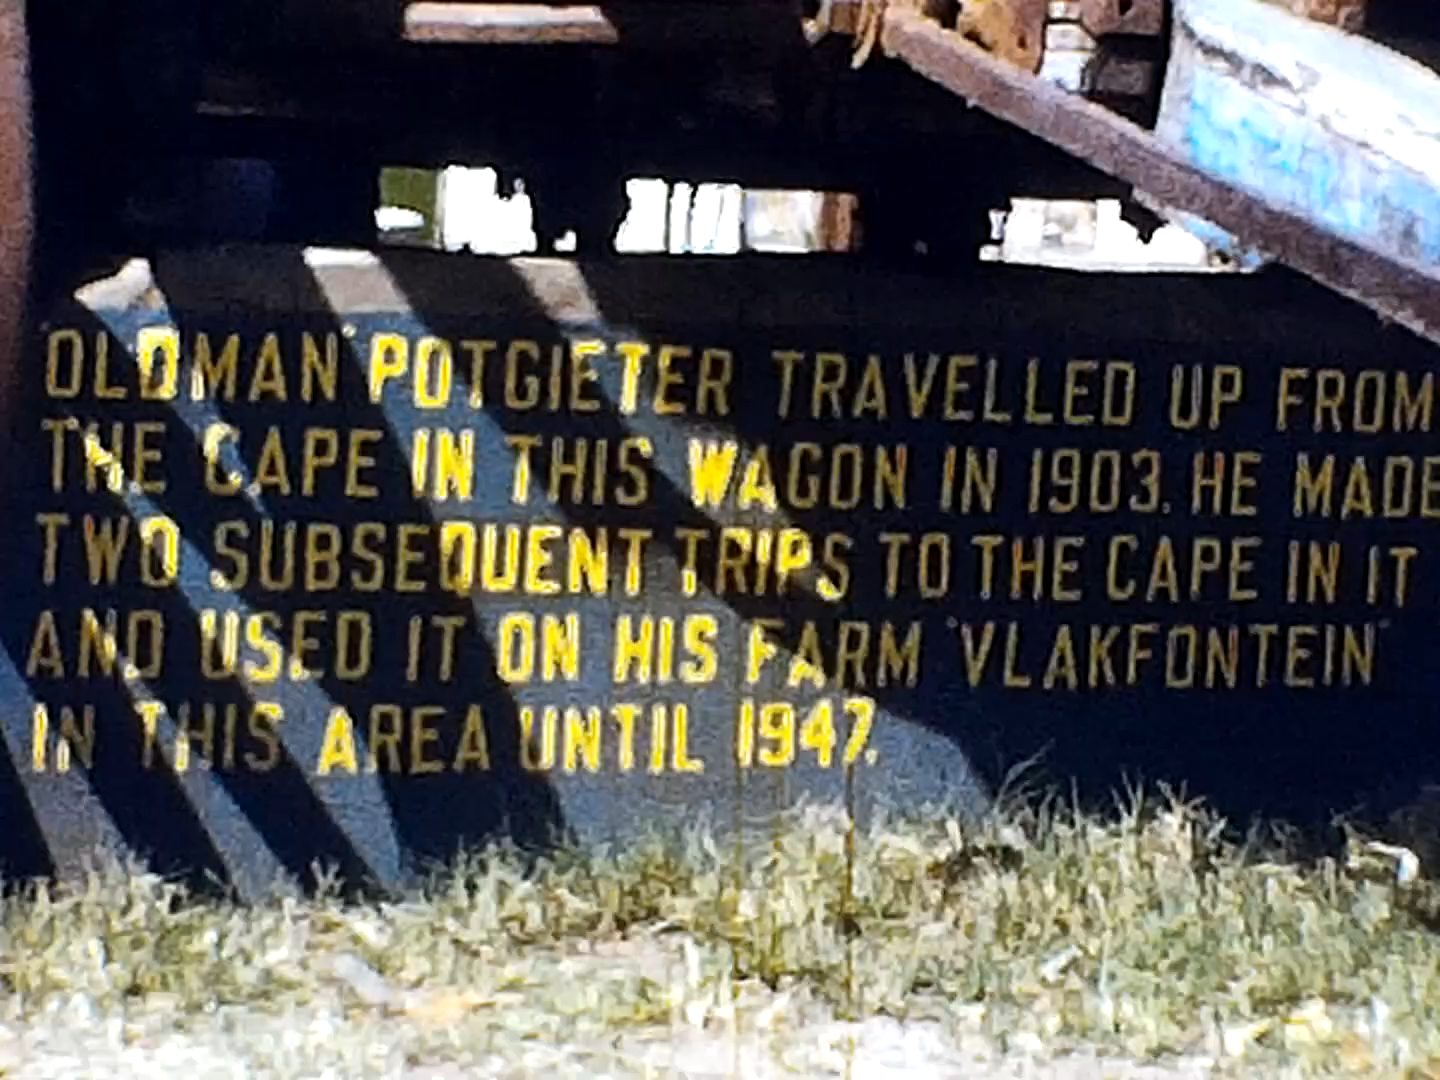 "OLDMAN" POTGIETER TRAVELLED UP FROM
THE CAPE IN THIS WAGON IN 1903. HE MADE
TWO SUBSEQUENT TRIPS TO THE CAPE IN IT
AND USED IT ON HIS FARM "VLAKFONTEIN"
IN THIS AREA UNTIL 1947.